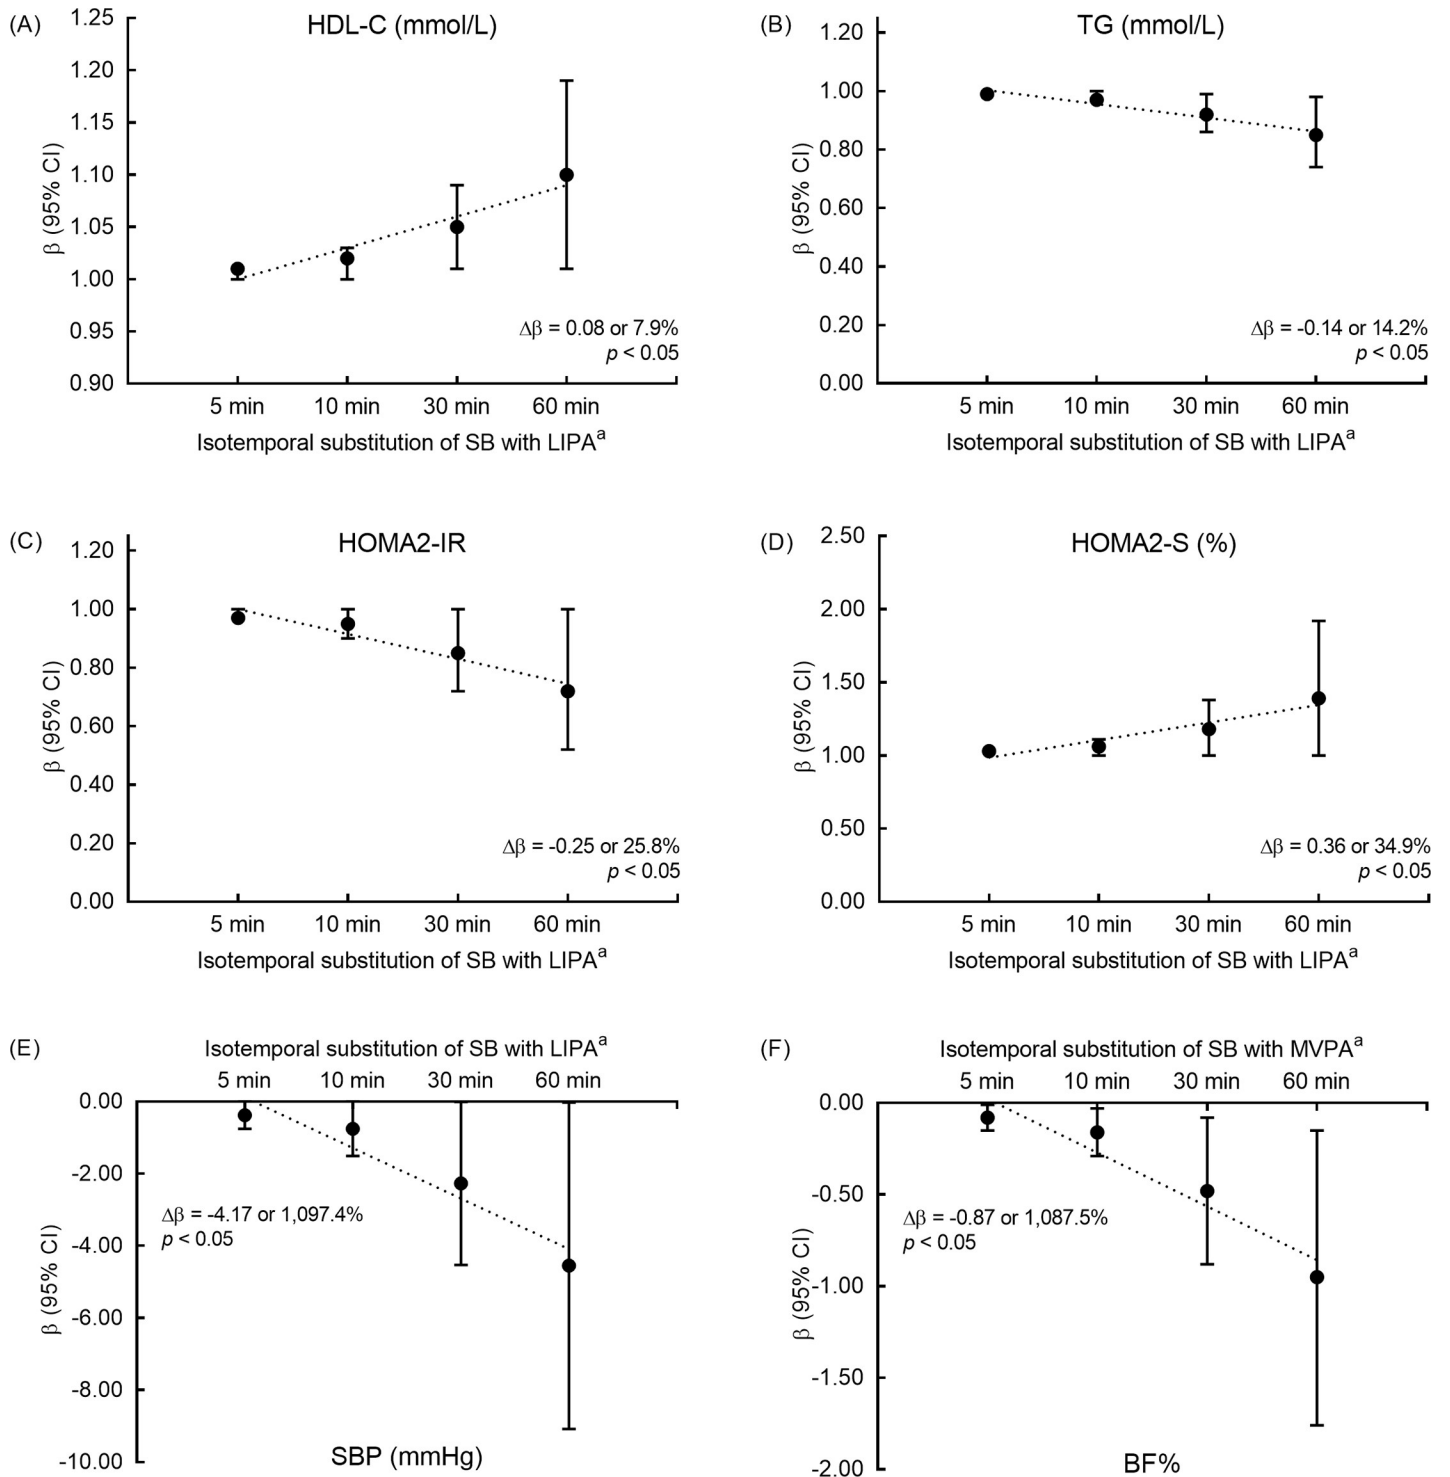 (A)
HDL-C (mmol/L)
1.25
1.20
1.15
1.10
1.05
1.00
0.95
0.90
β (95% CI)
Δβ = 0.08 or 7.9%
p < 0.05
5 min 10 min 30 min 60 min
Isotemporal substitution of SB with LIPAᵃ
(B)
TG (mmol/L)
1.20
1.00
0.80
0.60
0.40
0.20
0.00
β (95% CI)
Δβ = -0.14 or 14.2%
p < 0.05
5 min 10 min 30 min 60 min
Isotemporal substitution of SB with LIPAᵃ
(C)
HOMA2-IR
1.20
1.00
0.80
0.60
0.40
0.20
0.00
β (95% CI)
Δβ = -0.25 or 25.8%
p < 0.05
5 min 10 min 30 min 60 min
Isotemporal substitution of SB with LIPAᵃ
(D)
HOMA2-S (%)
2.50
2.00
1.50
1.00
0.50
0.00
β (95% CI)
Δβ = 0.36 or 34.9%
p < 0.05
5 min 10 min 30 min 60 min
Isotemporal substitution of SB with LIPAᵃ
(E)
Isotemporal substitution of SB with LIPAᵃ
5 min 10 min 30 min 60 min
0.00
-2.00
-4.00
-6.00
-8.00
-10.00
β (95% CI)
Δβ = -4.17 or 1,097.4%
p < 0.05
SBP (mmHg)
(F)
Isotemporal substitution of SB with MVPAᵃ
5 min 10 min 30 min 60 min
0.00
-0.50
-1.00
-1.50
-2.00
β (95% CI)
Δβ = -0.87 or 1,087.5%
p < 0.05
BF%